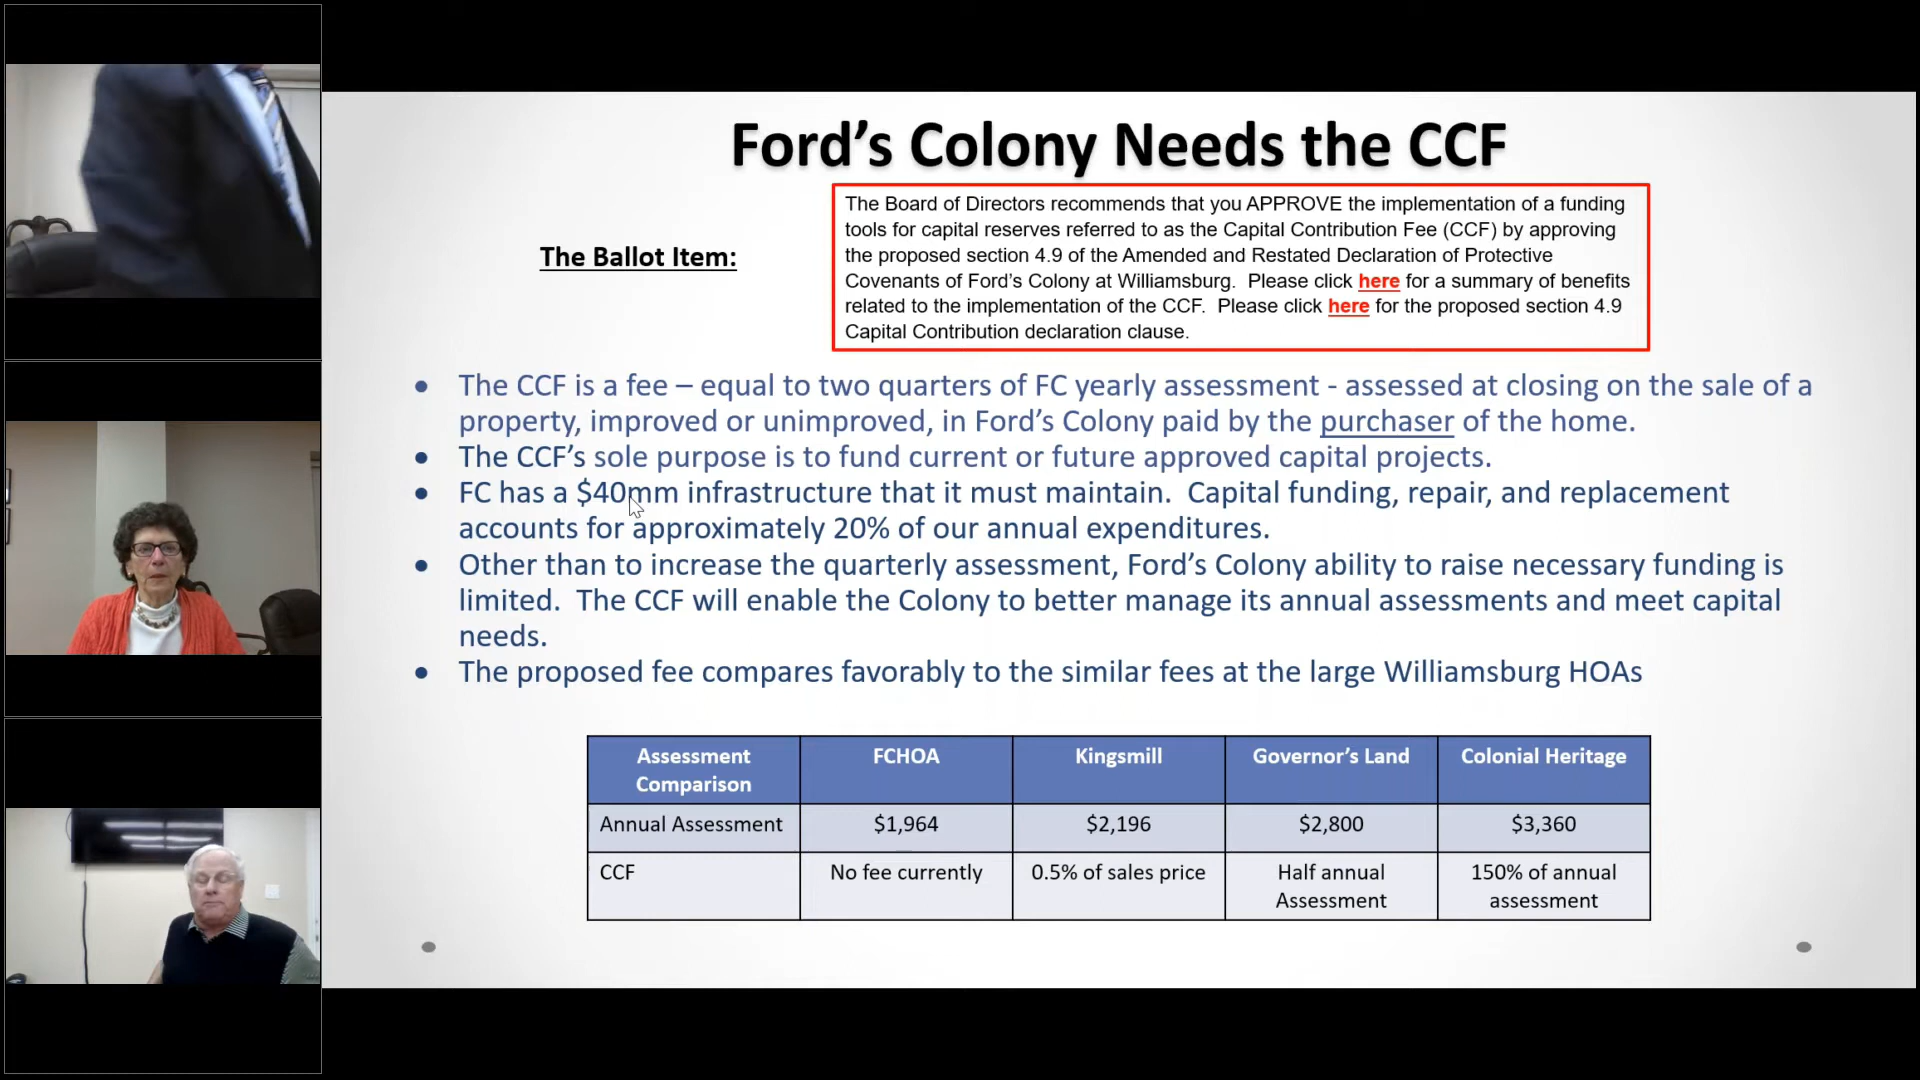 Ford’s Colony Needs the CCF
The Ballot Item:
The Board of Directors recommends that you APPROVE the implementation of a funding
tools for capital reserves referred to as the Capital Contribution Fee (CCF) by approving
the proposed section 4.9 of the Amended and Restated Declaration of Protective
Covenants of Ford’s Colony at Williamsburg.  Please click here for a summary of benefits
related to the implementation of the CCF.  Please click here for the proposed section 4.9
Capital Contribution declaration clause.
• The CCF is a fee – equal to two quarters of FC yearly assessment - assessed at closing on the sale of a
property, improved or unimproved, in Ford’s Colony paid by the purchaser of the home.
• The CCF’s sole purpose is to fund current or future approved capital projects.
• FC has a $40mm infrastructure that it must maintain.  Capital funding, repair, and replacement
accounts for approximately 20% of our annual expenditures.
• Other than to increase the quarterly assessment, Ford’s Colony ability to raise necessary funding is
limited.  The CCF will enable the Colony to better manage its annual assessments and meet capital
needs.
• The proposed fee compares favorably to the similar fees at the large Williamsburg HOAs
Assessment
Comparison
FCHOA
Kingsmill
Governor’s Land
Colonial Heritage
Annual Assessment
$1,964
$2,196
$2,800
$3,360
CCF
No fee currently
0.5% of sales price
Half annual
Assessment
150% of annual
assessment